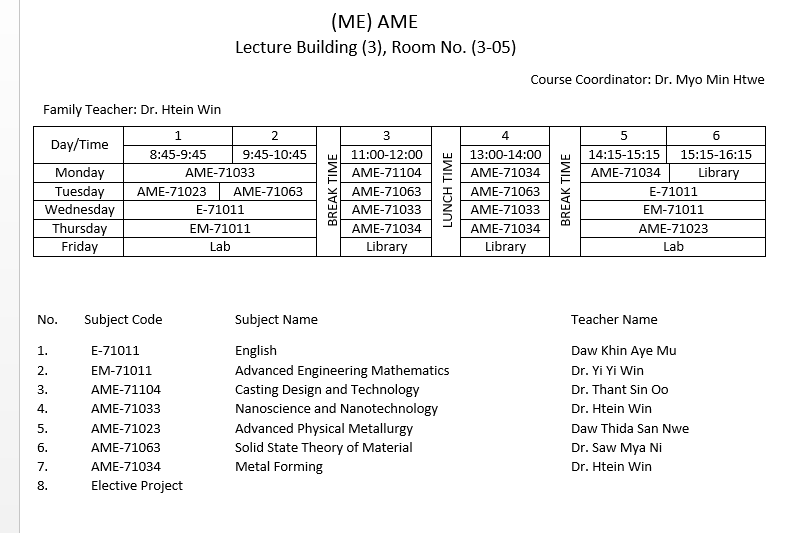 (ME) AME
Lecture Building (3), Room No. (3-05)
Course Coordinator: Dr. Myo Min Htwe
Family Teacher: Dr. Htein Win
Day/Time 1 2 BREAK TIME 3 LUNCH TIME 4 BREAK TIME 5 6
8:45-9:45 9:45-10:45 11:00-12:00 13:00-14:00 14:15-15:15 15:15-16:15
Monday AME-71033 AME-71104 AME-71034 AME-71034 Library
Tuesday AME-71023 AME-71063 AME-71063 AME-71063 E-71011
Wednesday E-71011 AME-71033 AME-71033 EM-71011
Thursday EM-71011 AME-71034 AME-71034 AME-71023
Friday Lab Library Library Lab
No. Subject Code Subject Name Teacher Name
1. E-71011 English Daw Khin Aye Mu
2. EM-71011 Advanced Engineering Mathematics Dr. Yi Yi Win
3. AME-71104 Casting Design and Technology Dr. Thant Sin Oo
4. AME-71033 Nanoscience and Nanotechnology Dr. Htein Win
5. AME-71023 Advanced Physical Metallurgy Daw Thida San Nwe
6. AME-71063 Solid State Theory of Material Dr. Saw Mya Ni
7. AME-71034 Metal Forming Dr. Htein Win
8. Elective Project